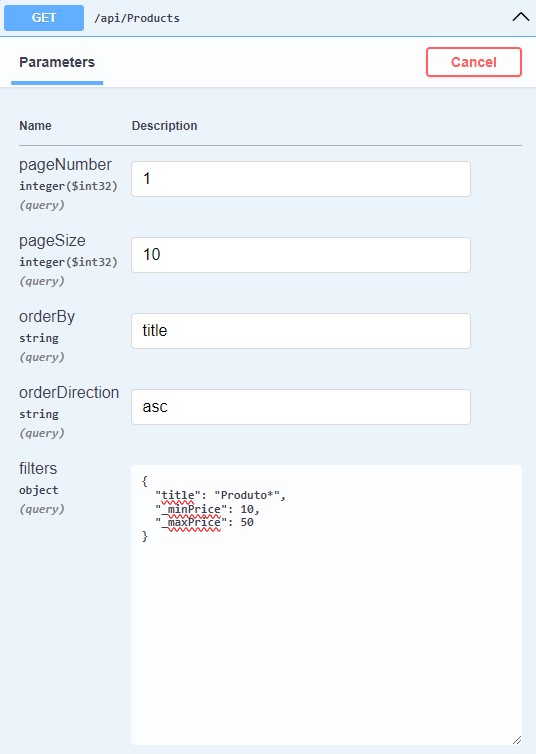 GET /api/Products
Parameters
Cancel
Name Description
pageNumber
integer($int32)
(query)
1
pageSize
integer($int32)
(query)
10
orderBy
string
(query)
title
orderDirection
string
(query)
asc
filters
object
(query)
{
"title": "Produto*",
"_minPrice": 10,
"_maxPrice": 50
}